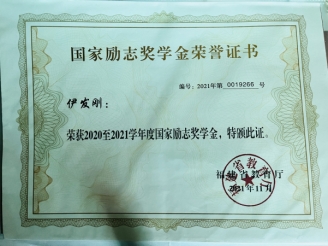 国家励志奖学金荣誉证书
编号：2021年第 0019266 号
伊发刚：
荣获2020至2021学年度国家励志奖学金，特颁此证。
福建省教育厅
2021年11月